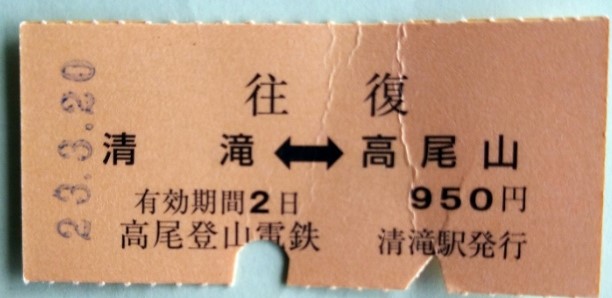 23.3.20
往復
清滝⟷高尾山
有効期間2日 950円
高尾登山電鉄 清滝駅発行